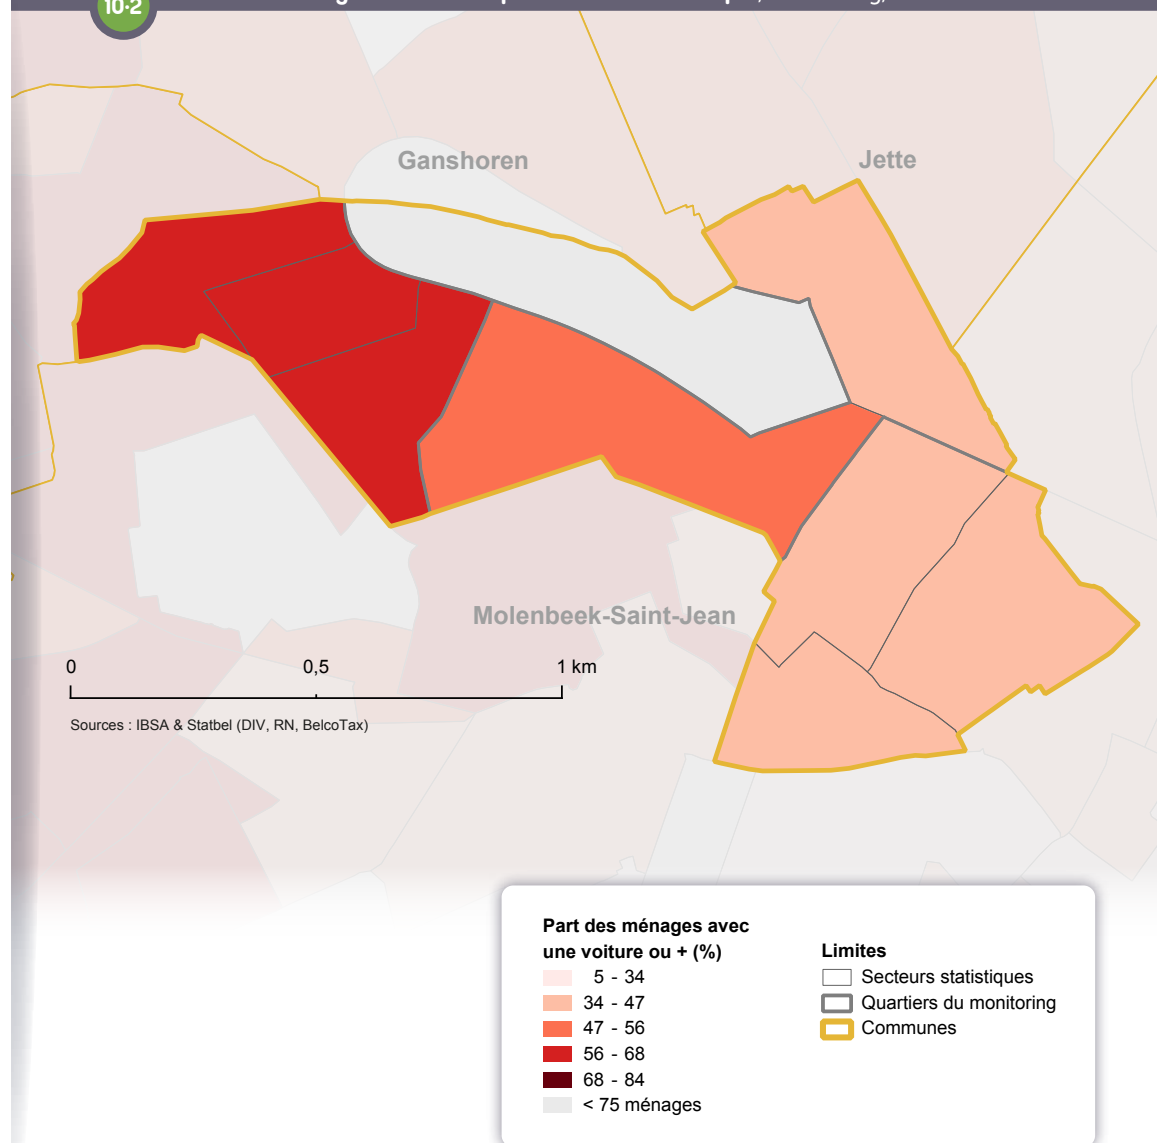 10·2
Ganshoren
Jette
Molenbeek-Saint-Jean
0 0,5 1 km
Sources : IBSA & Statbel (DIV, RN, BelcoTax)
Part des ménages avec
une voiture ou + (%)
5 - 34
34 - 47
47 - 56
56 - 68
68 - 84
< 75 ménages
Limites
Secteurs statistiques
Quartiers du monitoring
Communes